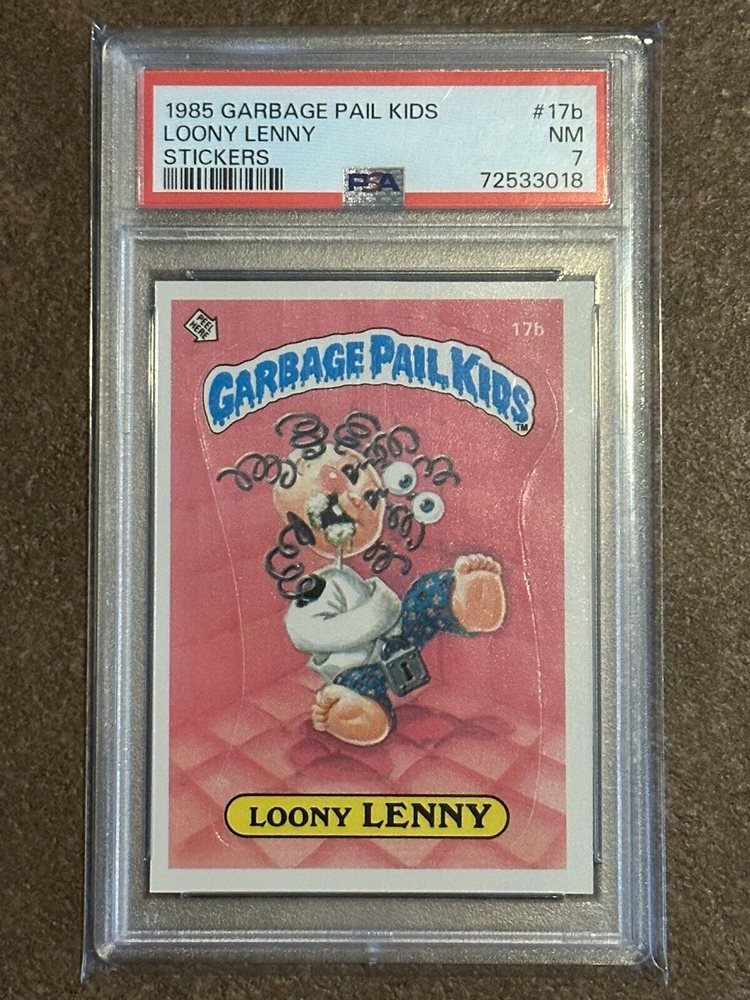 1985 GARBAGE PAIL KIDS #17b
LOONY LENNY NM
STICKERS 7
PSA 72533018
PEEL HERE
17b
GARBAGE PAIL KIDS
TM
LOONY LENNY